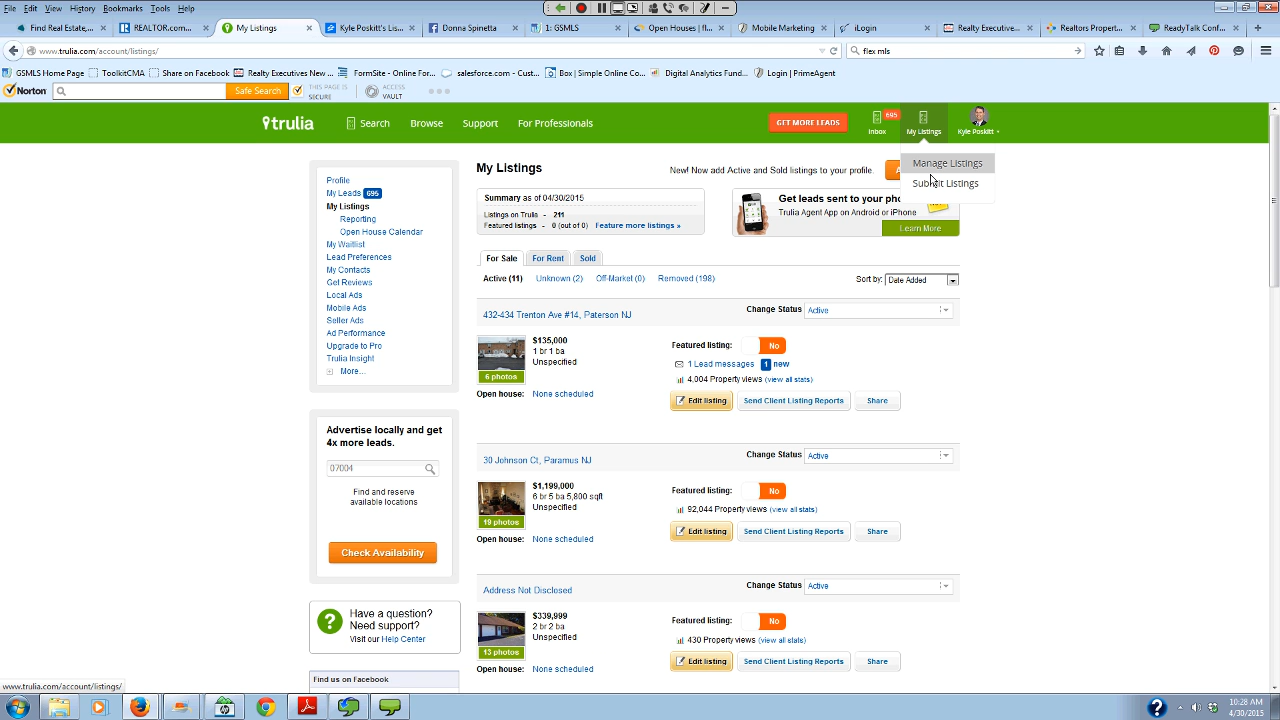 File Edit View History Bookmarks Tools Help
Find Real Estate, ... × REALTOR.com... × My Listings × Kyle Poskitt's Li... × Donna Spinetta × 1: GSMLS × Open House | fl... × Mobile Marketing × iLogin × Realty Executive... × Realtors Propert... × ReadyTalk Conf... ×
www.trulia.com/account/listings/
flex mls
GSMLS Home Page ToolkitCMA Share on Facebook Realty Executives New ... FormSite - Online For... salesforce.com - Cust... Box | Simple Online Co... Digital Analytics Fund... Login | PrimeAgent
Norton Safe Search THIS PAGE IS SECURE ACCESS VAULT
trulia Search Browse Support For Professionals GET MORE LEADS Inbox 695 My Listings Kyle Poskitt
Manage Listings
Submit Listings
Profile
My Leads 695
My Listings
Reporting
Open House Calendar
My Waitlist
Lead Preferences
My Contacts
Get Reviews
Local Ads
Mobile Ads
Seller Ads
Ad Performance
Upgrade to Pro
Trulia Insight
More...
Advertise locally and get
4x more leads.
07004
Find and reserve
available locations
Check Availability
Have a question?
Need support?
Visit our Help Center
Find us on Facebook
My Listings
New! Now add Active and Sold listings to your profile.
Summary as of 04/30/2015
Listings on Trulia - 211
Featured listings - 0 (out of 0) Feature more listings »
Get leads sent to your pho
Trulia Agent App on Android or iPhone
Learn More
For Sale For Rent Sold
Active (11) Unknown (2) Off-Market (0) Removed (198) Sort by: Date Added
432-434 Trenton Ave #14, Paterson NJ Change Status Active
$135,000
1 br 1 ba
Unspecified
6 photos
Open house: None scheduled
Featured listing: No
1 Lead messages 1 new
4,004 Property views (view all stats)
Edit listing Send Client Listing Reports Share
30 Johnson Ct, Paramus NJ Change Status Active
$1,199,000
6 br 5 ba 5,800 sqft
Unspecified
19 photos
Open house: None scheduled
Featured listing: No
92,044 Property views (view all stats)
Edit listing Send Client Listing Reports Share
Address Not Disclosed Change Status Active
$339,999
2 br 2 ba
Unspecified
13 photos
Open house: None scheduled
Featured listing: No
430 Property views (view all stats)
Edit listing Send Client Listing Reports Share
www.trulia.com/account/listings/
10:28 AM
4/30/2015